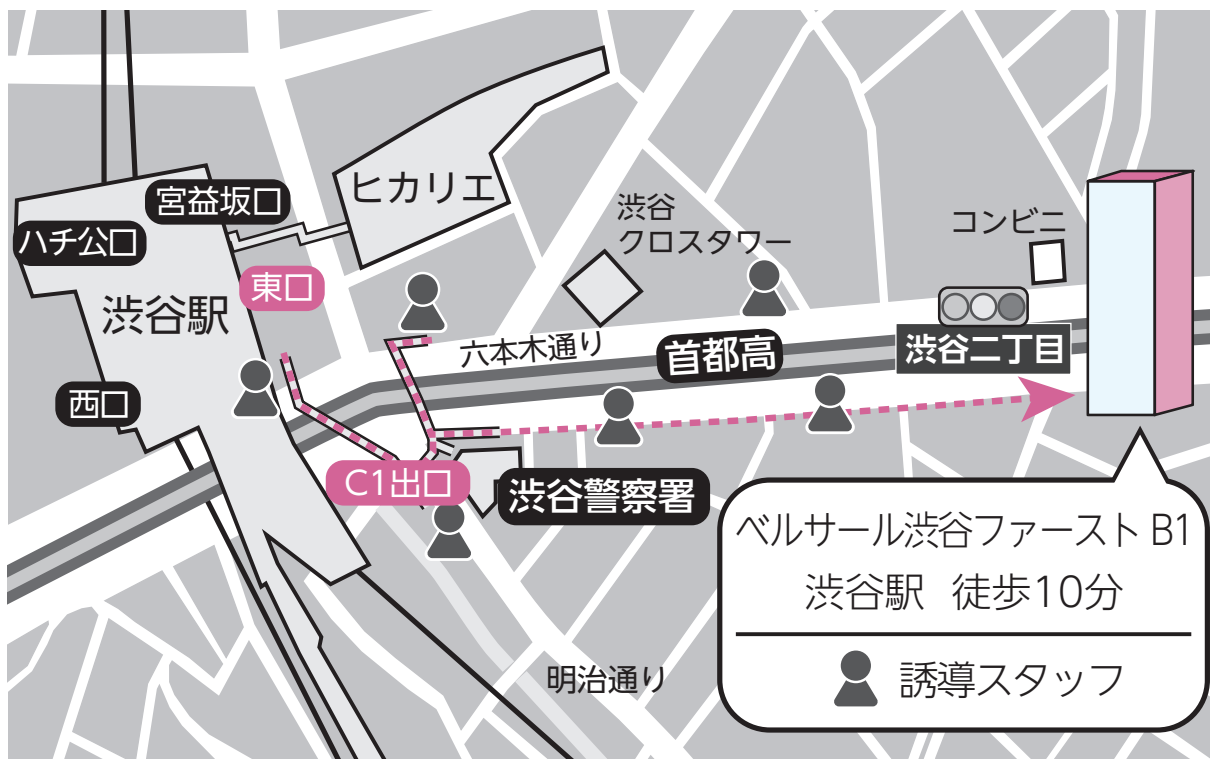 ヒカリエ
宮益坂口
ハチ公口
渋谷
クロスタワー
コンビニ
東口
渋谷駅
六本木通り
首都高
渋谷二丁目
西口
C1出口
渋谷警察署
明治通り
ベルサール渋谷ファースト B1
渋谷駅 徒歩10分
誘導スタッフ